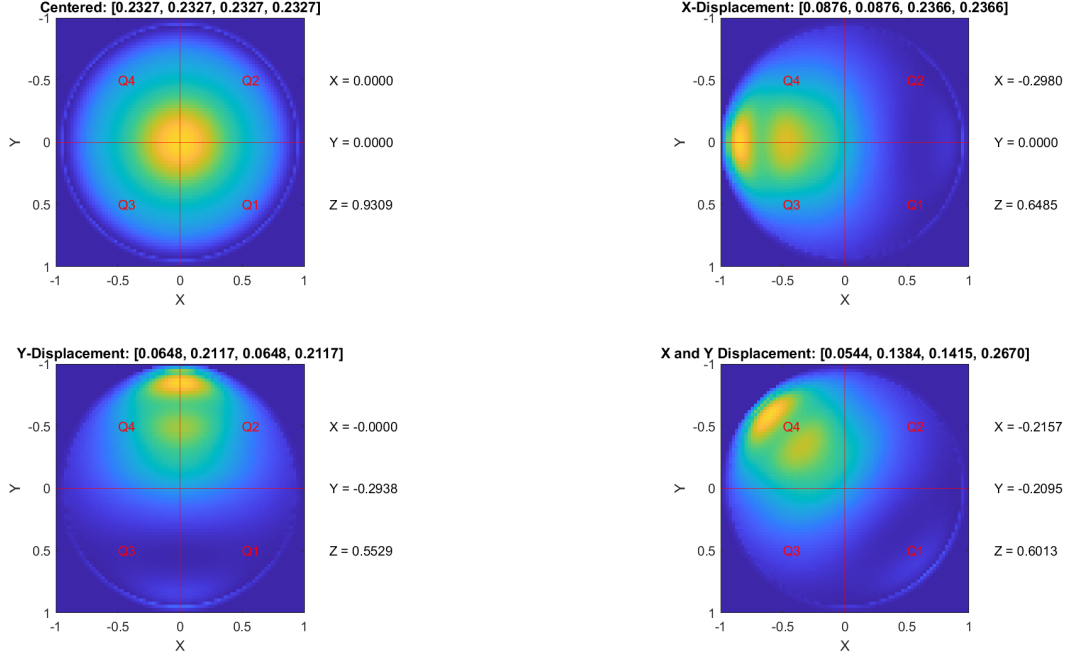 Centered: [0.2327, 0.2327, 0.2327, 0.2327]
-1
-0.5
0
0.5
1
Y
Q4
Q2
Q3
Q1
X = 0.0000
Y = 0.0000
Z = 0.9309
-1
-0.5
0
0.5
1
X
X-Displacement: [0.0876, 0.0876, 0.2366, 0.2366]
-1
-0.5
0
0.5
1
Y
Q4
Q2
Q3
Q1
X = -0.2980
Y = 0.0000
Z = 0.6485
-1
-0.5
0
0.5
1
X
Y-Displacement: [0.0648, 0.2117, 0.0648, 0.2117]
-1
-0.5
0
0.5
1
Y
Q4
Q2
Q3
Q1
X = -0.0000
Y = -0.2938
Z = 0.5529
-1
-0.5
0
0.5
1
X
X and Y Displacement: [0.0544, 0.1384, 0.1415, 0.2670]
-1
-0.5
0
0.5
1
Y
Q4
Q2
Q3
Q1
X = -0.2157
Y = -0.2095
Z = 0.6013
-1
-0.5
0
0.5
1
X